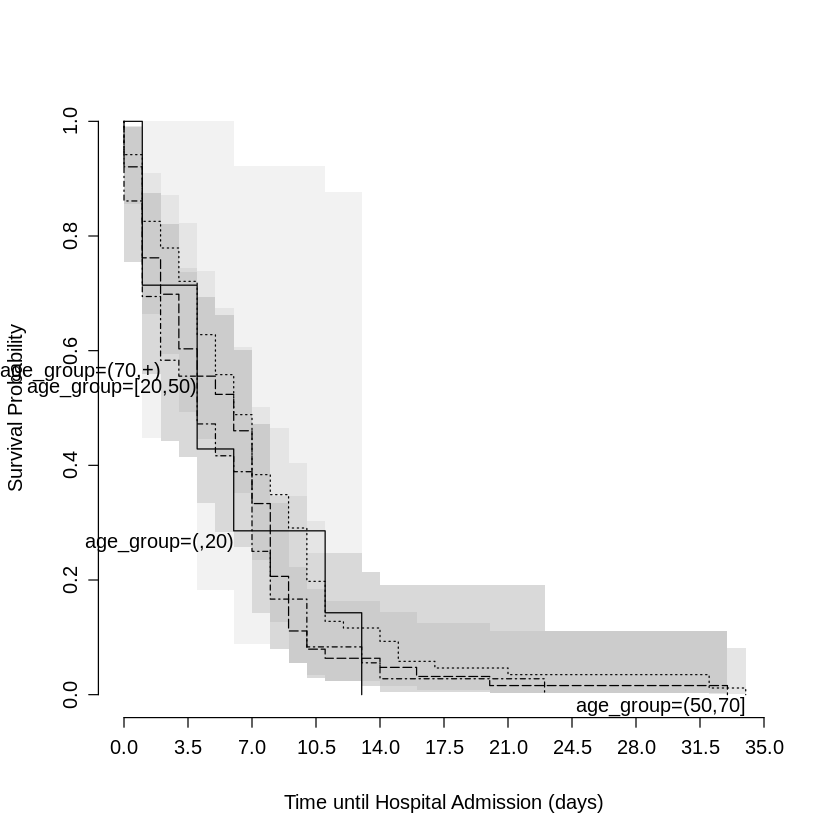 1.0
0.8
0.6
age_group=(70,+)
age_group=[20,50)
Survival Probability
0.4
age_group=(,20)
0.2
0.0
age_group=(50,70]
0.0 3.5 7.0 10.5 14.0 17.5 21.0 24.5 28.0 31.5 35.0
Time until Hospital Admission (days)